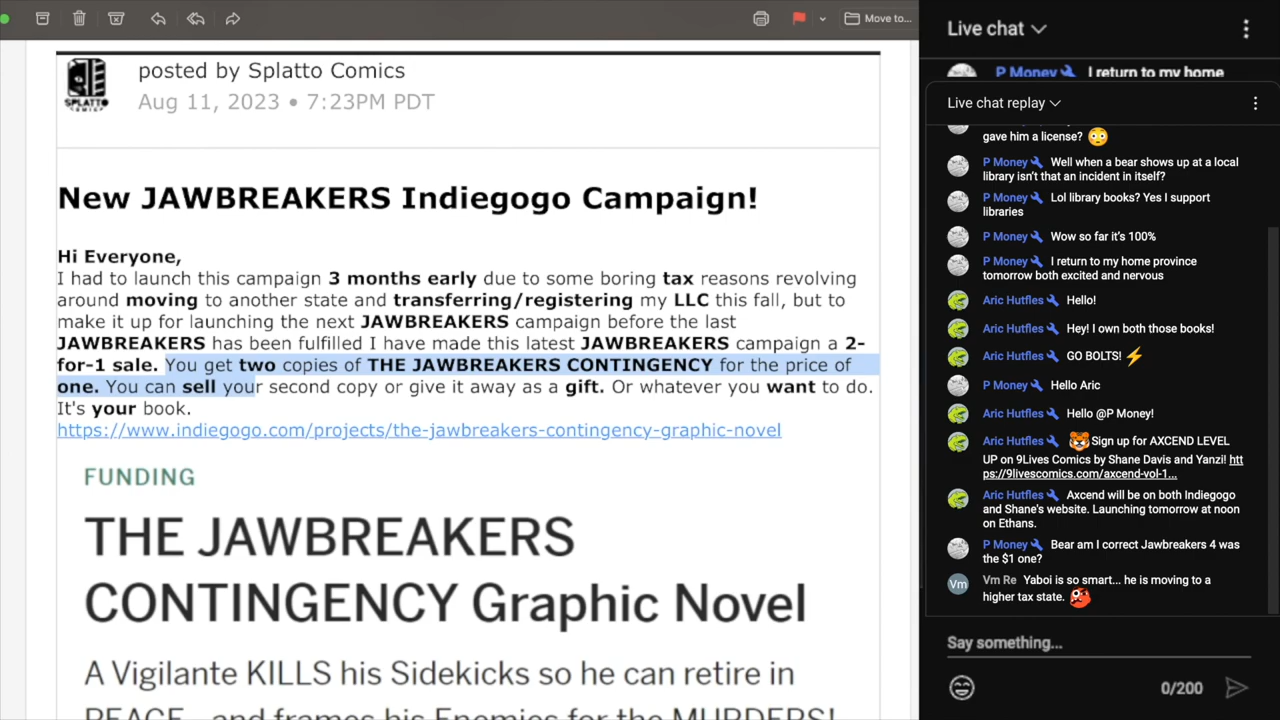 Move to...
SPLATTO
COMICS
posted by Splatto Comics
Aug 11, 2023 • 7:23PM PDT
New JAWBREAKERS Indiegogo Campaign!
Hi Everyone,
I had to launch this campaign 3 months early due to some boring tax reasons revolving
around moving to another state and transferring/registering my LLC this fall, but to
make it up for launching the next JAWBREAKERS campaign before the last
JAWBREAKERS has been fulfilled I have made this latest JAWBREAKERS campaign a 2-
for-1 sale. You get two copies of THE JAWBREAKERS CONTINGENCY for the price of
one. You can sell your second copy or give it away as a gift. Or whatever you want to do.
It's your book.
https://www.indiegogo.com/projects/the-jawbreakers-contingency-graphic-novel
FUNDING
THE JAWBREAKERS
CONTINGENCY Graphic Novel
A Vigilante KILLS his Sidekicks so he can retire in
PEACE...and frames his Enemies for the MURDERS!
Live chat
P Money I return to my home
Live chat replay
gave him a license?
P Money Well when a bear shows up at a local
library isn't that an incident in itself?
P Money Lol library books? Yes I support
libraries
P Money Wow so far it's 100%
P Money I return to my home province
tomorrow both excited and nervous
Aric Hutfles Hello!
Aric Hutfles Hey! I own both those books!
Aric Hutfles GO BOLTS! ⚡
P Money Hello Aric
Aric Hutfles Hello @P Money!
Aric Hutfles 🐯Sign up for AXCEND LEVEL
UP on 9Lives Comics by Shane Davis and Yanzi! htt
ps://9livescomics.com/axcend-vol-1...
Aric Hutfles Axcend will be on both Indiegogo
and Shane's website. Launching tomorrow at noon
on Ethans.
P Money Bear am I correct Jawbreakers 4 was
the $1 one?
Vm
Vm Re Yaboi is so smart... he is moving to a
higher tax state.
Say something...
0/200